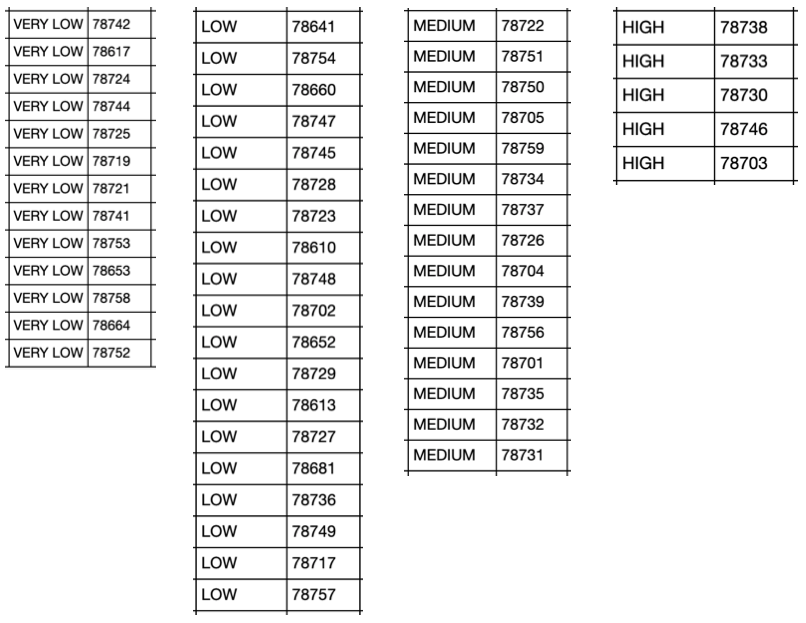 VERY LOW 78742
VERY LOW 78617
VERY LOW 78724
VERY LOW 78744
VERY LOW 78725
VERY LOW 78719
VERY LOW 78721
VERY LOW 78741
VERY LOW 78753
VERY LOW 78653
VERY LOW 78758
VERY LOW 78664
VERY LOW 78752
LOW 78641
LOW 78754
LOW 78660
LOW 78747
LOW 78745
LOW 78728
LOW 78723
LOW 78610
LOW 78748
LOW 78702
LOW 78652
LOW 78729
LOW 78613
LOW 78727
LOW 78681
LOW 78736
LOW 78749
LOW 78717
LOW 78757
MEDIUM 78722
MEDIUM 78751
MEDIUM 78750
MEDIUM 78705
MEDIUM 78759
MEDIUM 78734
MEDIUM 78737
MEDIUM 78726
MEDIUM 78704
MEDIUM 78739
MEDIUM 78756
MEDIUM 78701
MEDIUM 78735
MEDIUM 78732
MEDIUM 78731
HIGH 78738
HIGH 78733
HIGH 78730
HIGH 78746
HIGH 78703